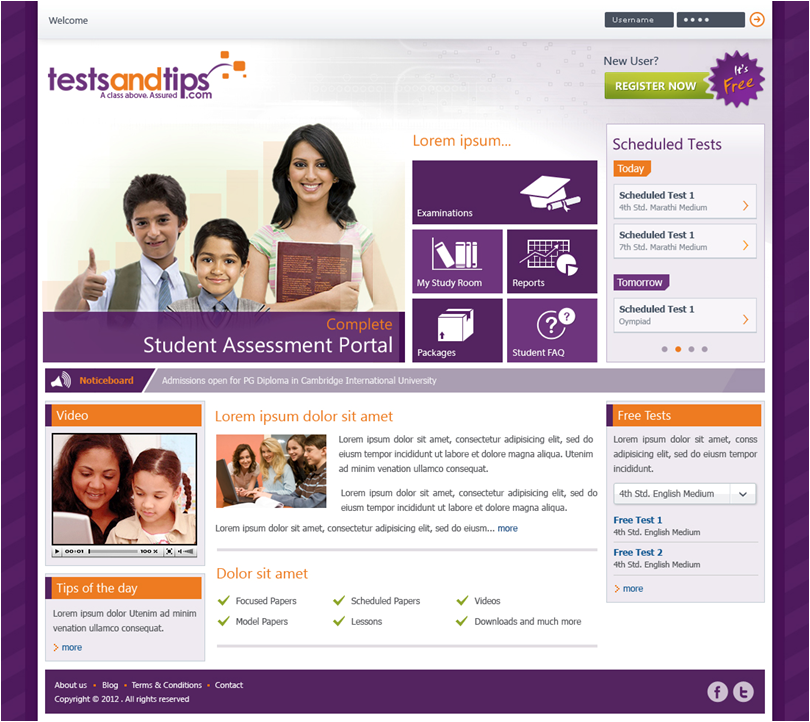 Welcome
Username
testsandtips
A class above. Assured .com
New User?
REGISTER NOW
It's
Free
Lorem ipsum...
Examinations
My Study Room
Reports
Packages
Student FAQ
Complete
Student Assessment Portal
Scheduled Tests
Today
Scheduled Test 1
4th Std. Marathi Medium
Scheduled Test 1
7th Std. Marathi Medium
Tomorrow
Scheduled Test 1
Oympiad
Noticeboard
Admissions open for PG Diploma in Cambridge International University
Video
00:01
100 %
Tips of the day
Lorem ipsum dolor Utenim ad minim
veniam consequat.
more
Lorem ipsum dolor sit amet
Lorem ipsum dolor sit amet, consectetur adipisicing elit, sed do
eiusm tempor incididunt ut labore et dolore magna aliqua. Utenim
ad minim veniam ullamco consequat.
Lorem ipsum dolor sit amet, consectetur adipisicing elit, sed do
eiusm tempor incididunt ut labore et dolore magna aliqua.
Lorem ipsum dolor sit amet, consectetur adipisicing elit, sed do eiusm... more
Dolor sit amet
Focused Papers
Scheduled Papers
Videos
Model Papers
Lessons
Downloads and much more
Free Tests
Lorem ipsum dolor sit amet, conss
adipisicing elit, sed do eiusm tempor
incididunt.
4th Std. English Medium
Free Test 1
4th Std. English Medium
Free Test 2
4th Std. English Medium
more
About us • Blog • Terms & Conditions • Contact
Copyright © 2012 . All rights reserved